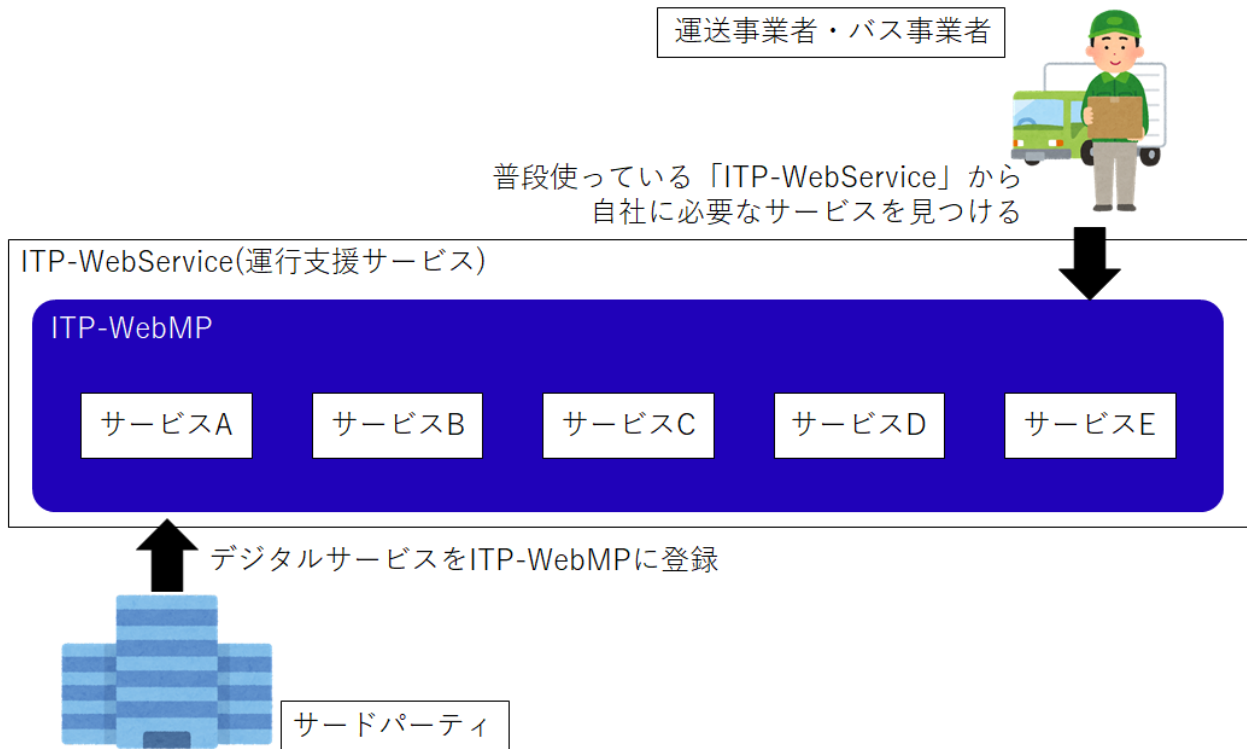 運送事業者・バス事業者
普段使っている「ITP-WebService」から
自社に必要なサービスを見つける
ITP-WebService(運行支援サービス)
ITP-WebMP
サービスA
サービスB
サービスC
サービスD
サービスE
デジタルサービスをITP-WebMPに登録
サードパーティ